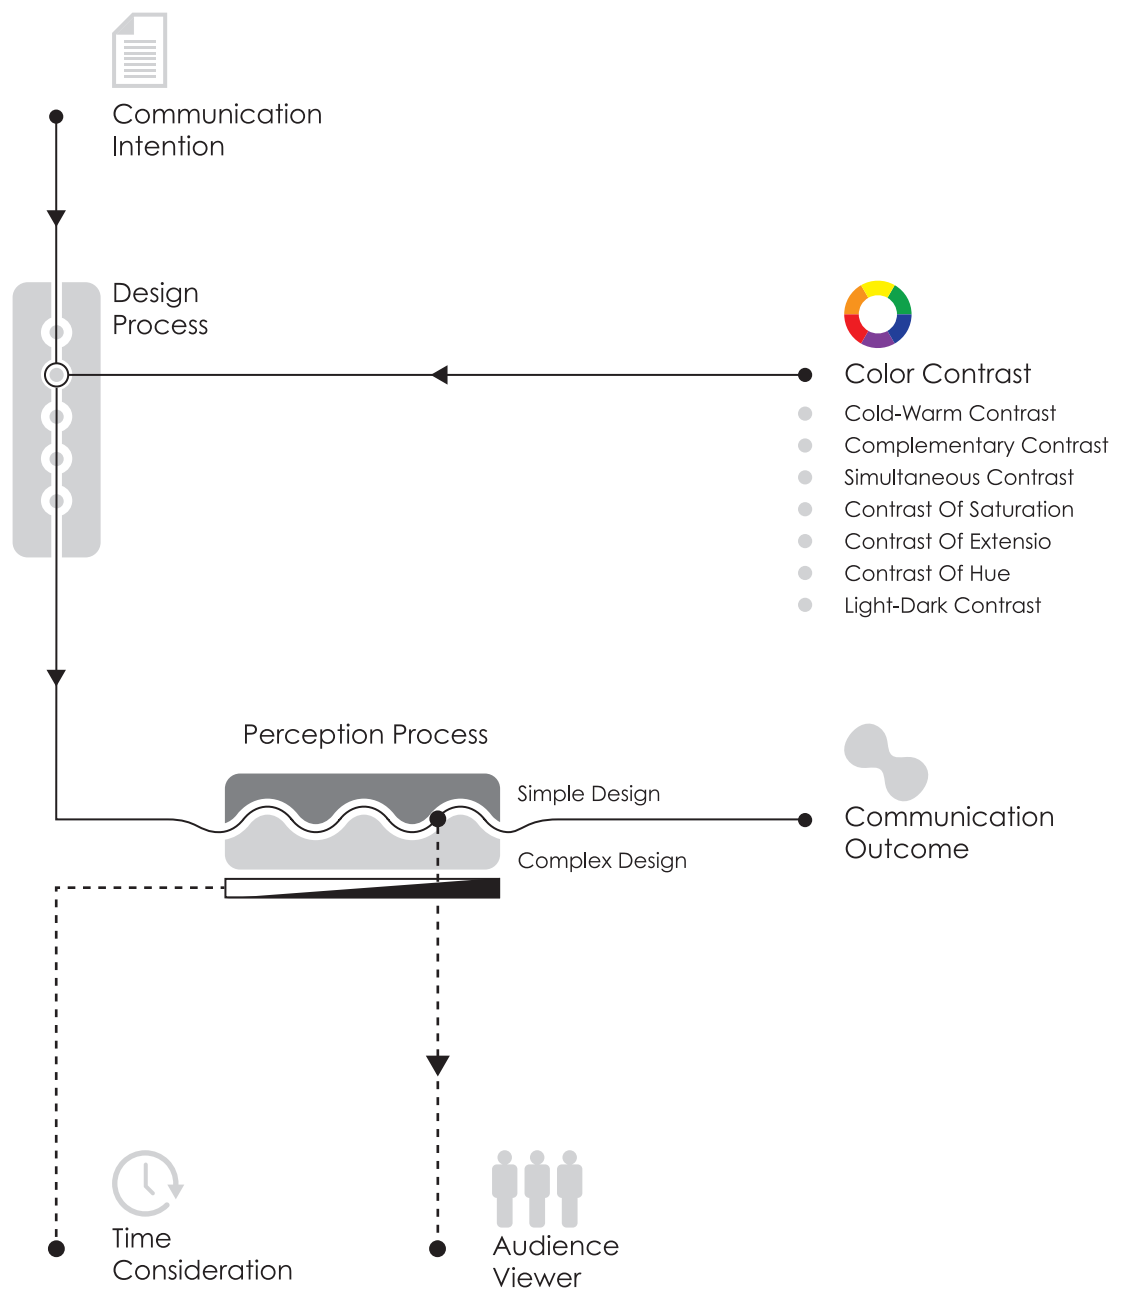 Communication
Intention
Design
Process
Color Contrast
Cold-Warm Contrast
Complementary Contrast
Simultaneous Contrast
Contrast Of Saturation
Contrast Of Extensio
Contrast Of Hue
Light-Dark Contrast
Perception Process
Simple Design
Complex Design
Communication
Outcome
Time
Consideration
Audience
Viewer